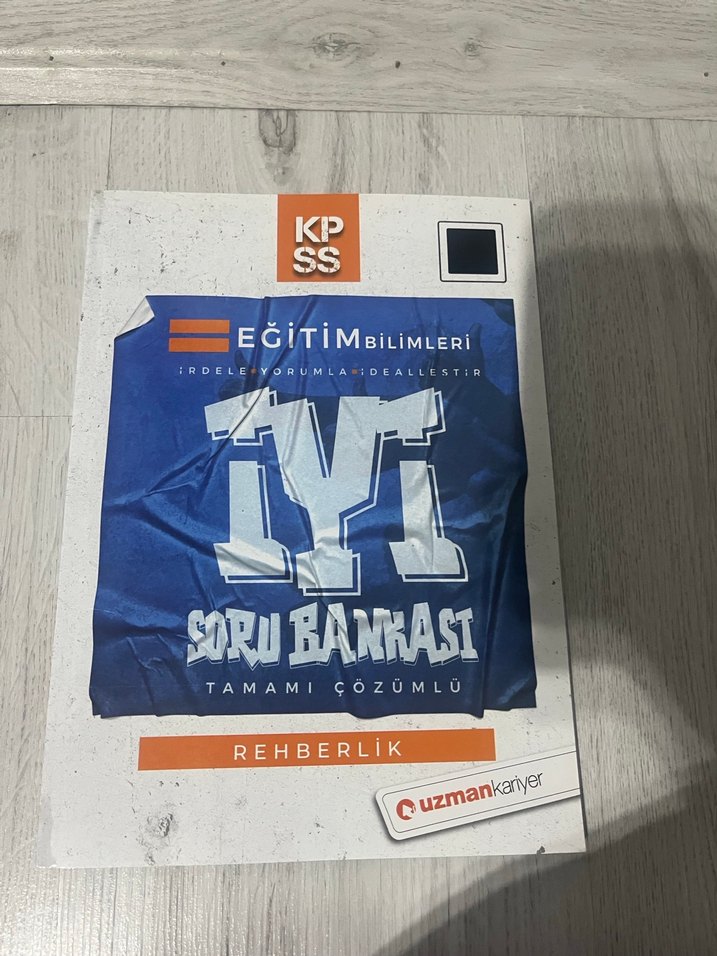 KP
SS
EĞİTİM BİLİMLERİ
İRDELE YORUMLA İDEALLEŞTİR
İYİ
SORU BANKASI
TAMAMI ÇÖZÜMLÜ
REHBERLİK
uzmankariyer